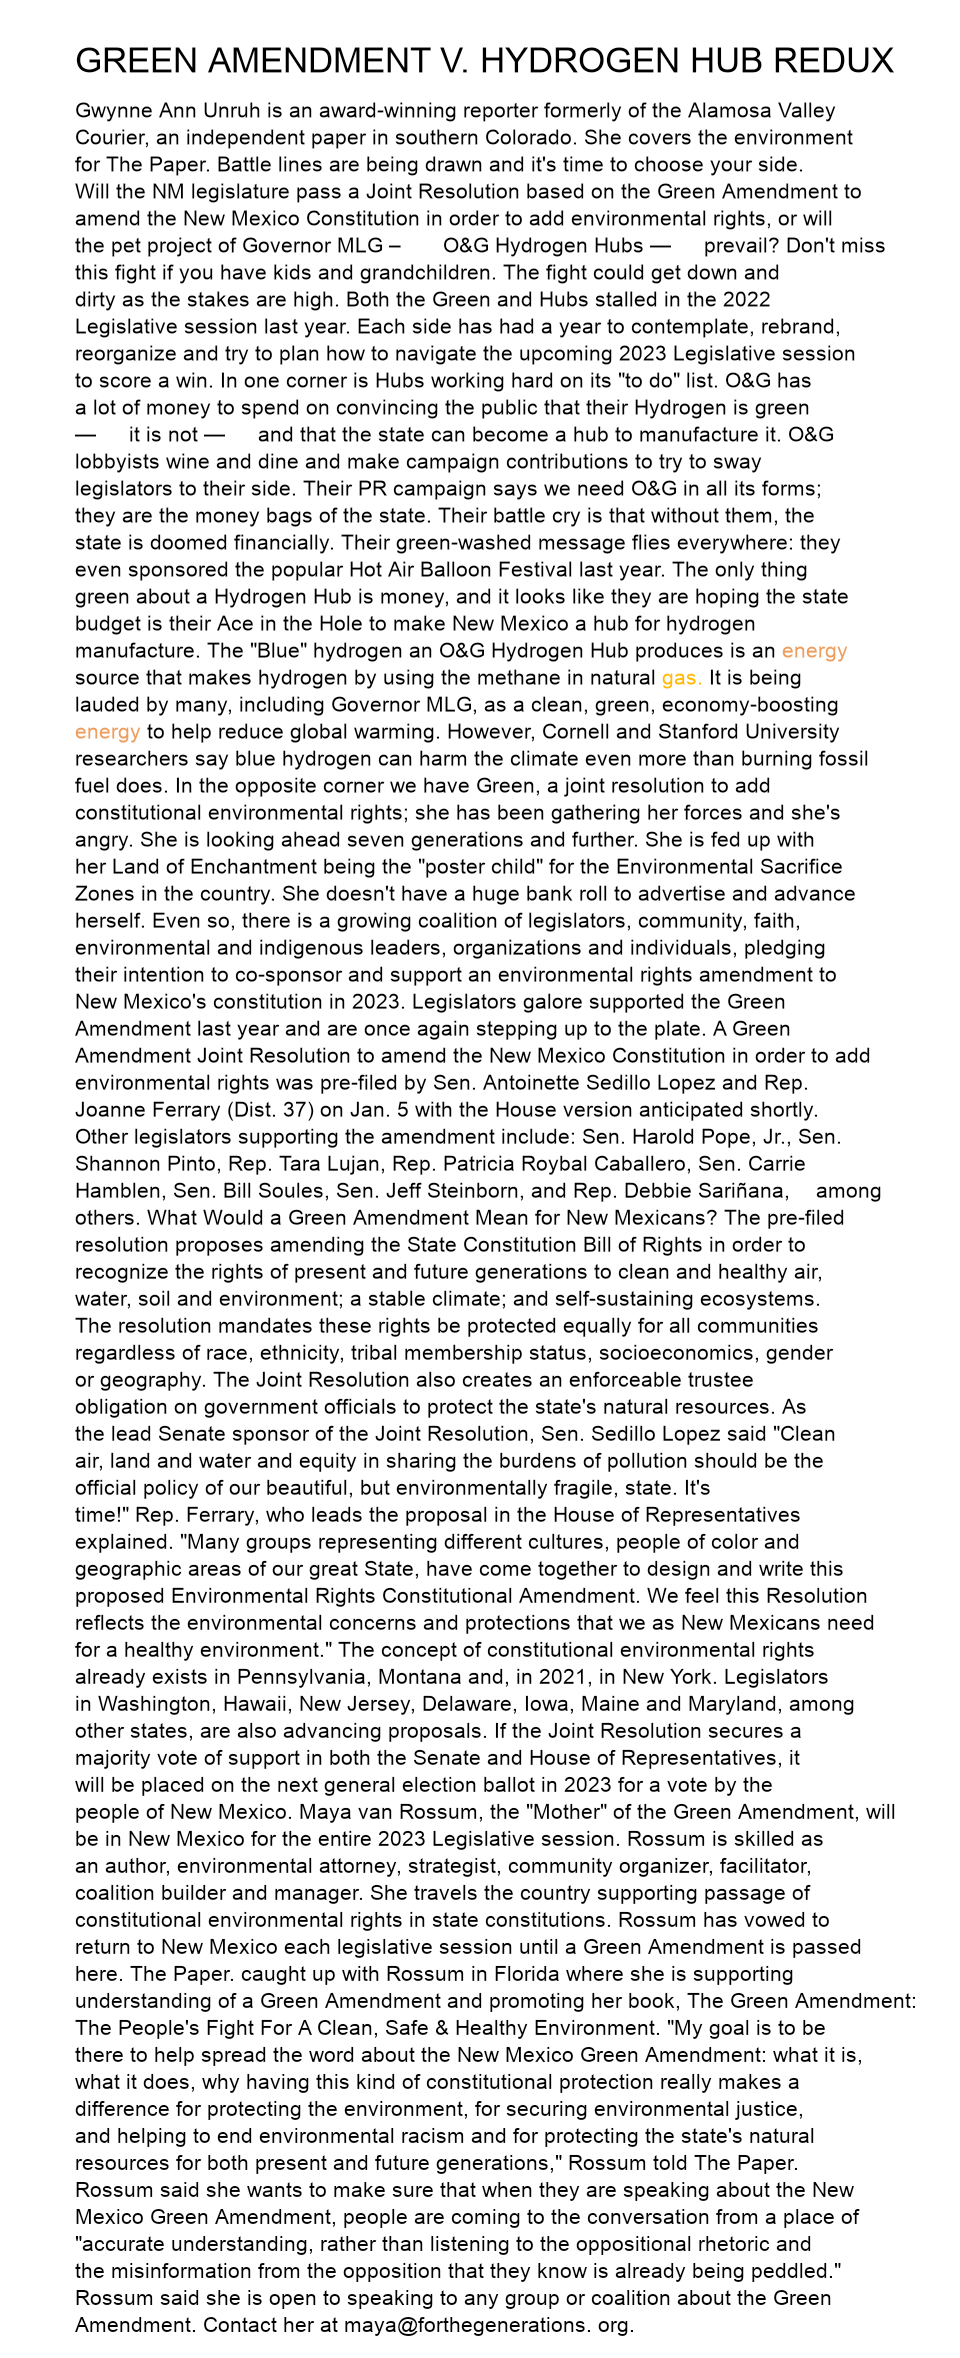 GREEN AMENDMENT V. HYDROGEN HUB REDUX
Gwynne Ann Unruh is an award-winning reporter formerly of the Alamosa Valley
Courier, an independent paper in southern Colorado. She covers the environment
for The Paper. Battle lines are being drawn and it's time to choose your side.
Will the NM legislature pass a Joint Resolution based on the Green Amendment to
amend the New Mexico Constitution in order to add environmental rights, or will
the pet project of Governor MLG – O&G Hydrogen Hubs — prevail? Don't miss
this fight if you have kids and grandchildren. The fight could get down and
dirty as the stakes are high. Both the Green and Hubs stalled in the 2022
Legislative session last year. Each side has had a year to contemplate, rebrand,
reorganize and try to plan how to navigate the upcoming 2023 Legislative session
to score a win. In one corner is Hubs working hard on its "to do" list. O&G has
a lot of money to spend on convincing the public that their Hydrogen is green
— it is not — and that the state can become a hub to manufacture it. O&G
lobbyists wine and dine and make campaign contributions to try to sway
legislators to their side. Their PR campaign says we need O&G in all its forms;
they are the money bags of the state. Their battle cry is that without them, the
state is doomed financially. Their green-washed message flies everywhere: they
even sponsored the popular Hot Air Balloon Festival last year. The only thing
green about a Hydrogen Hub is money, and it looks like they are hoping the state
budget is their Ace in the Hole to make New Mexico a hub for hydrogen
manufacture. The "Blue" hydrogen an O&G Hydrogen Hub produces is an energy
source that makes hydrogen by using the methane in natural gas. It is being
lauded by many, including Governor MLG, as a clean, green, economy-boosting
energy to help reduce global warming. However, Cornell and Stanford University
researchers say blue hydrogen can harm the climate even more than burning fossil
fuel does. In the opposite corner we have Green, a joint resolution to add
constitutional environmental rights; she has been gathering her forces and she's
angry. She is looking ahead seven generations and further. She is fed up with
her Land of Enchantment being the "poster child" for the Environmental Sacrifice
Zones in the country. She doesn't have a huge bank roll to advertise and advance
herself. Even so, there is a growing coalition of legislators, community, faith,
environmental and indigenous leaders, organizations and individuals, pledging
their intention to co-sponsor and support an environmental rights amendment to
New Mexico's constitution in 2023. Legislators galore supported the Green
Amendment last year and are once again stepping up to the plate. A Green
Amendment Joint Resolution to amend the New Mexico Constitution in order to add
environmental rights was pre-filed by Sen. Antoinette Sedillo Lopez and Rep.
Joanne Ferrary (Dist. 37) on Jan. 5 with the House version anticipated shortly.
Other legislators supporting the amendment include: Sen. Harold Pope, Jr., Sen.
Shannon Pinto, Rep. Tara Lujan, Rep. Patricia Roybal Caballero, Sen. Carrie
Hamblen, Sen. Bill Soules, Sen. Jeff Steinborn, and Rep. Debbie Sariñana, among
others. What Would a Green Amendment Mean for New Mexicans? The pre-filed
resolution proposes amending the State Constitution Bill of Rights in order to
recognize the rights of present and future generations to clean and healthy air,
water, soil and environment; a stable climate; and self-sustaining ecosystems.
The resolution mandates these rights be protected equally for all communities
regardless of race, ethnicity, tribal membership status, socioeconomics, gender
or geography. The Joint Resolution also creates an enforceable trustee
obligation on government officials to protect the state's natural resources. As
the lead Senate sponsor of the Joint Resolution, Sen. Sedillo Lopez said "Clean
air, land and water and equity in sharing the burdens of pollution should be the
official policy of our beautiful, but environmentally fragile, state. It's
time!" Rep. Ferrary, who leads the proposal in the House of Representatives
explained. "Many groups representing different cultures, people of color and
geographic areas of our great State, have come together to design and write this
proposed Environmental Rights Constitutional Amendment. We feel this Resolution
reflects the environmental concerns and protections that we as New Mexicans need
for a healthy environment." The concept of constitutional environmental rights
already exists in Pennsylvania, Montana and, in 2021, in New York. Legislators
in Washington, Hawaii, New Jersey, Delaware, Iowa, Maine and Maryland, among
other states, are also advancing proposals. If the Joint Resolution secures a
majority vote of support in both the Senate and House of Representatives, it
will be placed on the next general election ballot in 2023 for a vote by the
people of New Mexico. Maya van Rossum, the "Mother" of the Green Amendment, will
be in New Mexico for the entire 2023 Legislative session. Rossum is skilled as
an author, environmental attorney, strategist, community organizer, facilitator,
coalition builder and manager. She travels the country supporting passage of
constitutional environmental rights in state constitutions. Rossum has vowed to
return to New Mexico each legislative session until a Green Amendment is passed
here. The Paper. caught up with Rossum in Florida where she is supporting
understanding of a Green Amendment and promoting her book, The Green Amendment:
The People's Fight For A Clean, Safe & Healthy Environment. "My goal is to be
there to help spread the word about the New Mexico Green Amendment: what it is,
what it does, why having this kind of constitutional protection really makes a
difference for protecting the environment, for securing environmental justice,
and helping to end environmental racism and for protecting the state's natural
resources for both present and future generations," Rossum told The Paper.
Rossum said she wants to make sure that when they are speaking about the New
Mexico Green Amendment, people are coming to the conversation from a place of
"accurate understanding, rather than listening to the oppositional rhetoric and
the misinformation from the opposition that they know is already being peddled."
Rossum said she is open to speaking to any group or coalition about the Green
Amendment. Contact her at maya@forthegenerations. org.